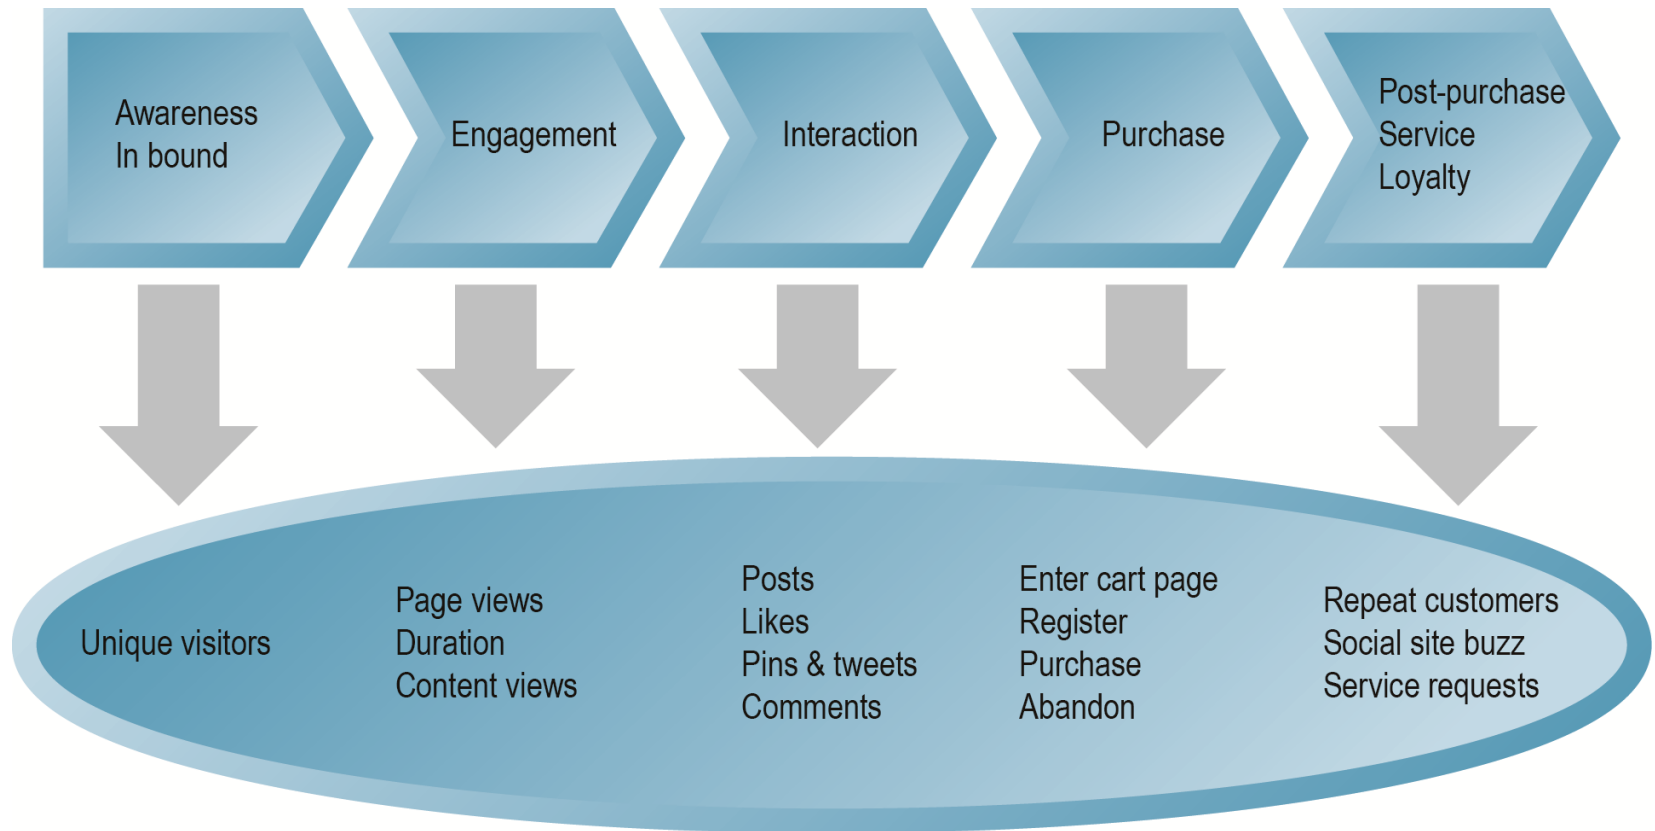 Awareness
In bound
Engagement
Interaction
Purchase
Post-purchase
Service
Loyalty
Unique visitors
Page views
Duration
Content views
Posts
Likes
Pins & tweets
Comments
Enter cart page
Register
Purchase
Abandon
Repeat customers
Social site buzz
Service requests